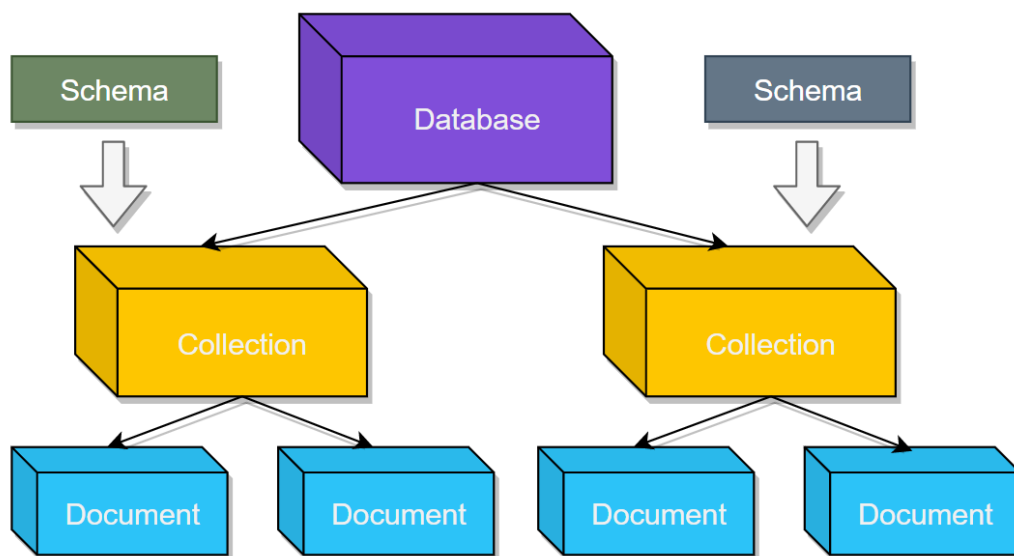 Schema
Database
Schema
Collection
Collection
Document
Document
Document
Document